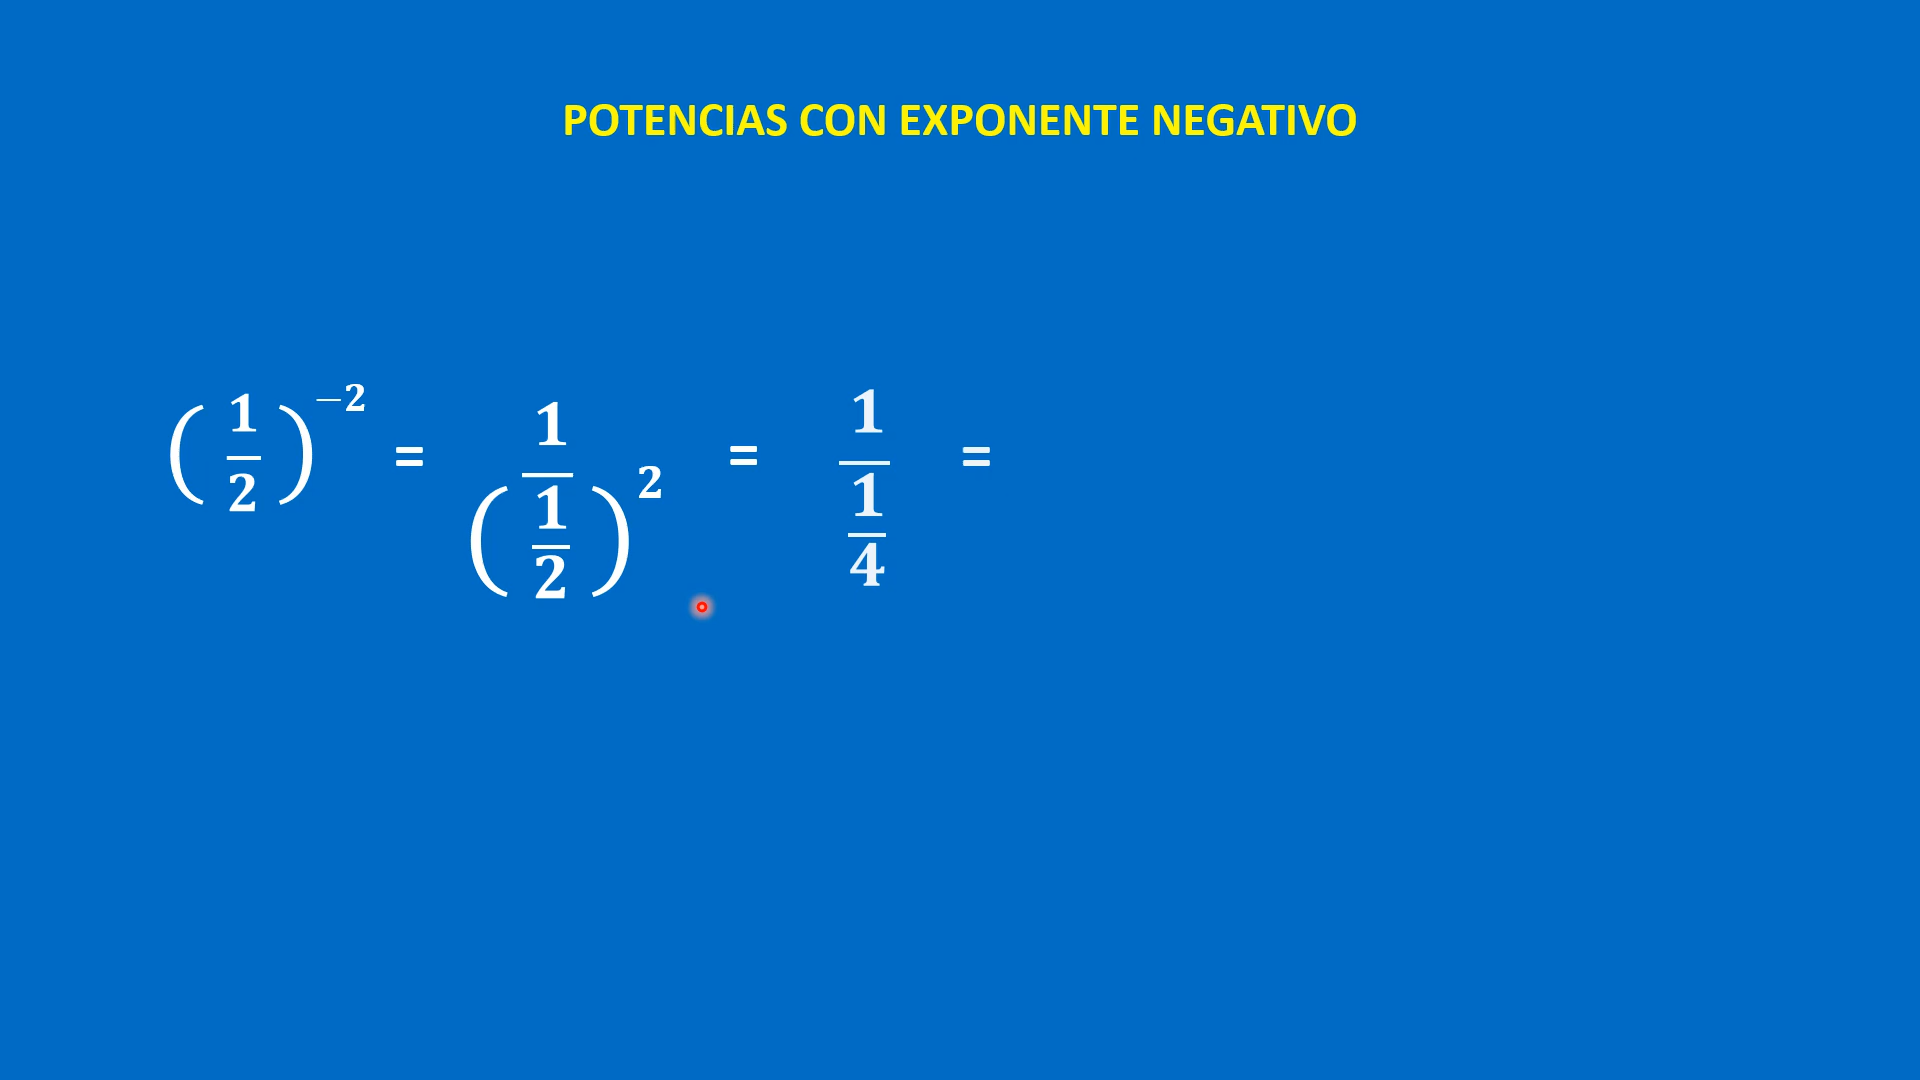 POTENCIAS CON EXPONENTE NEGATIVO
(1/2)⁻² = 1/(1/2)² = 1/(1/4) =